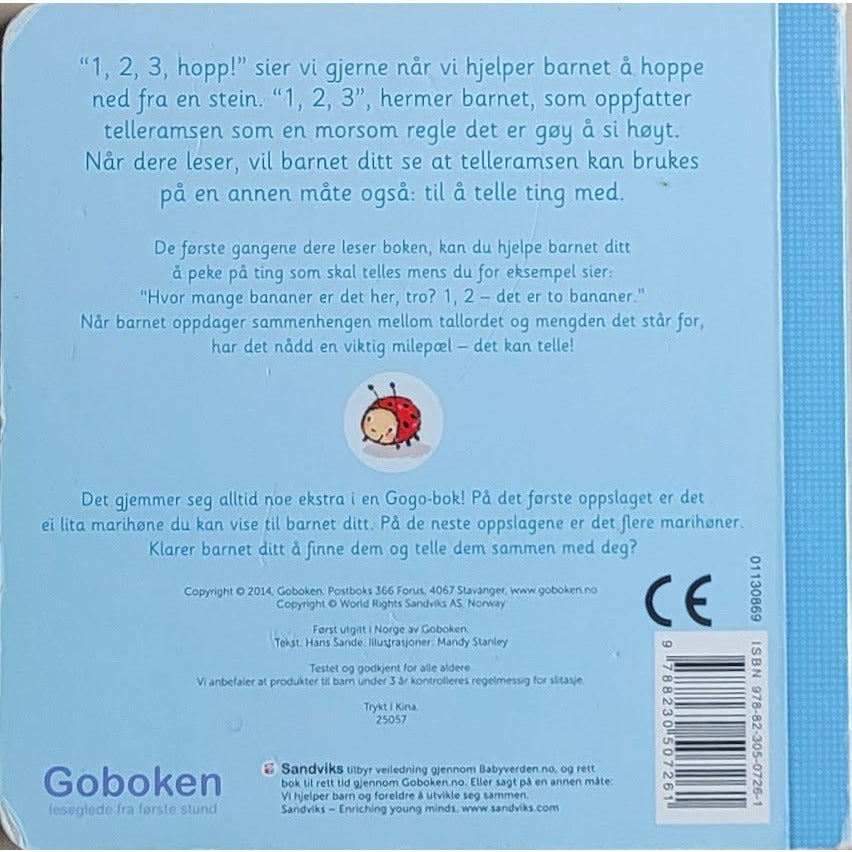 “1, 2, 3, hopp!” sier vi gjerne når vi hjelper barnet å hoppe
ned fra en stein. “1, 2, 3”, hermer barnet, som oppfatter
telleramsen som en morsom regle det er gøy å si høyt.
Når dere leser, vil barnet ditt se at telleramsen kan brukes
på en annen måte også: til å telle ting med.
De første gangene dere leser boken, kan du hjelpe barnet ditt
å peke på ting som skal telles mens du for eksempel sier:
“Hvor mange bananer er det her, tro? 1, 2 – det er to bananer.”
Når barnet oppdager sammenhengen mellom tallordet og mengden det står for,
har det nådd en viktig milepæl – det kan telle!
Det gjemmer seg alltid noe ekstra i en Gogo-bok! På det første oppslaget er det
ei lita marihøne du kan vise til barnet ditt. På de neste oppslagene er det flere marihøner.
Klarer barnet ditt å finne dem og telle dem sammen med deg?
Copyright © 2014, Goboken, Postboks 366 Forus, 4067 Stavanger, www.goboken.no
Copyright © World Rights Sandviks AS, Norway
Først utgitt i Norge av Goboken.
Tekst: Hans Sande. Illustrasjoner: Mandy Stanley
Testet og godkjent for alle aldere.
Vi anbefaler at produkter til barn under 3 år kontrolleres regelmessig for slitasje.
Trykt i Kina.
25057
CE
01130869
ISBN 978-82-305-0726-1
9 788230 507261
Goboken
leseglede fra første stund
Sandviks tilbyr veiledning gjennom Babyverden.no, og rett
bok til rett tid gjennom Goboken.no. Eller sagt på en annen måte:
Vi hjelper barn og foreldre å utvikle seg sammen.
Sandviks – Enriching young minds. www.sandviks.com